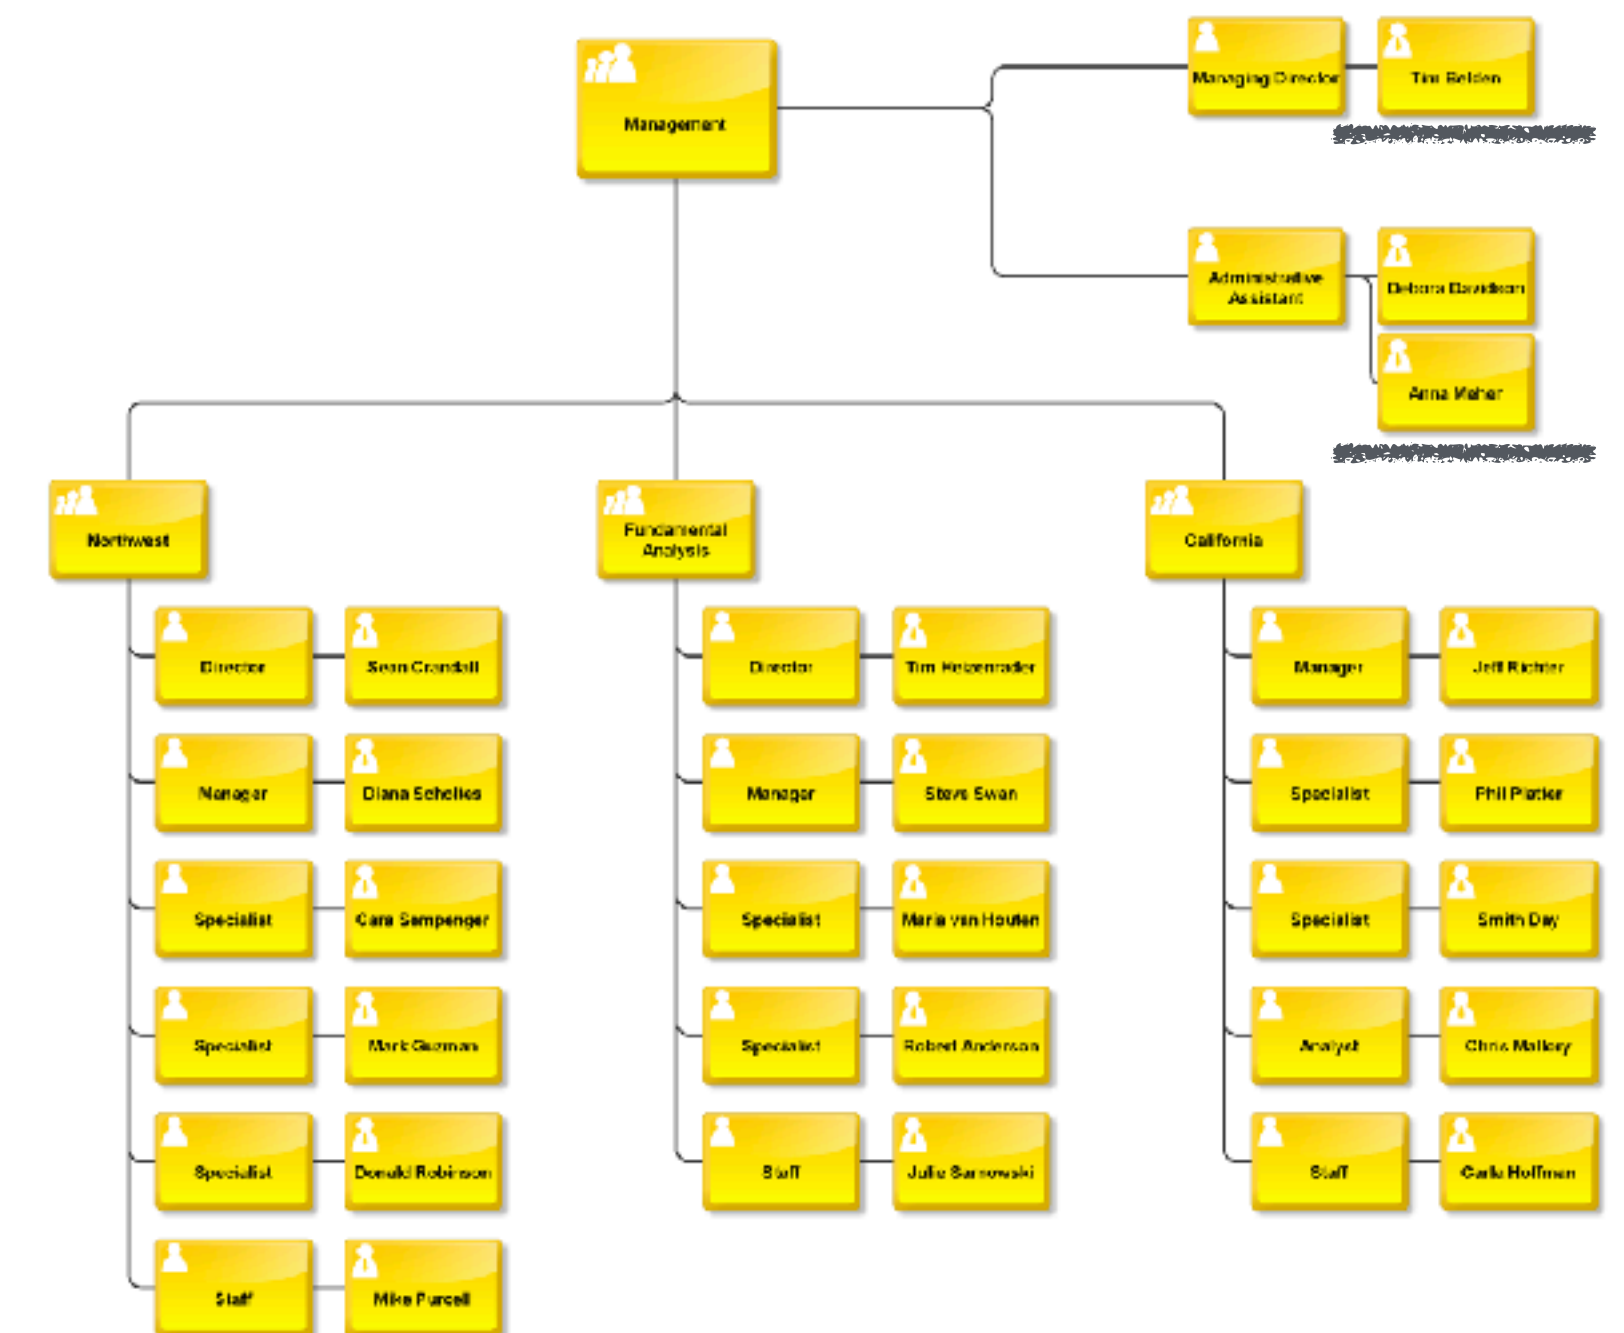 Managing Director
Tim Belden
Management
Administrative
Assistant
Debora Davidson
Anna Meher
Northwest
Fundamental
Analysis
California
Director
Sean Crandall
Director
Tim Heizenrader
Manager
Jeff Richter
Manager
Diana Scholtes
Manager
Steve Swan
Specialist
Phil Platter
Specialist
Cara Sempenger
Specialist
Maria van Houten
Specialist
Smith Day
Specialist
Mark Guzman
Specialist
Robert Anderson
Analyst
Chris Mallory
Specialist
Donald Robinson
Staff
Julie Sarnowski
Staff
Carla Hoffman
Staff
Mike Purcell